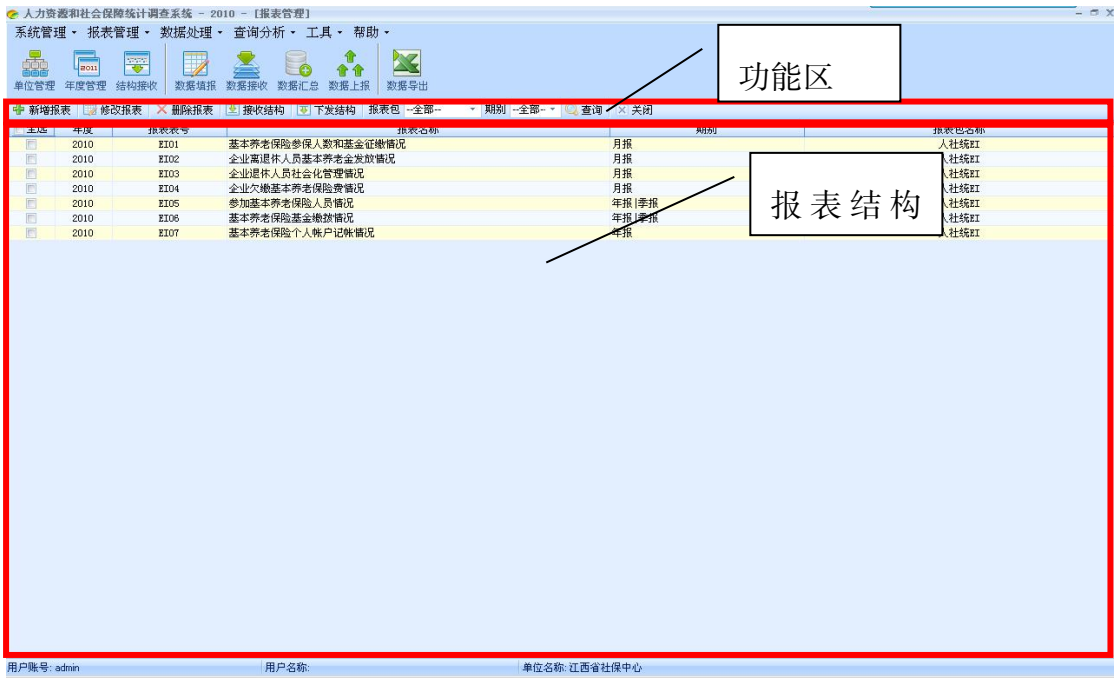 人力资源和社会保障统计调查系统 - 2010 - [报表管理]
系统管理 报表管理 数据处理 查询分析 工具 帮助
2011
单位管理 年度管理 结构接收 数据填报 数据接收 数据汇总 数据上报 数据导出
功能区
新增报表 修改报表 删除报表 接收结构 下发结构 报表包 --全部-- 期别 --全部-- 查询 关闭
全选 年度 报表表号 报表名称 期别 报表包名称
2010 EI01 基本养老保险参保人数和基金征缴情况 月报 人社统EI
2010 EI02 企业离退休人员基本养老金发放情况 月报 人社统EI
2010 EI03 企业退休人员社会化管理情况 月报 人社统EI
2010 EI04 企业欠缴基本养老保险费情况 月报 人社统EI
2010 EI05 参加基本养老保险人员情况 年报|季报 人社统EI
2010 EI06 基本养老保险基金缴拨情况 年报|季报 人社统EI
2010 EI07 基本养老保险个人帐户记帐情况 年报 人社统EI
报表结构
用户账号: admin 用户名称: 单位名称: 江西省社保中心